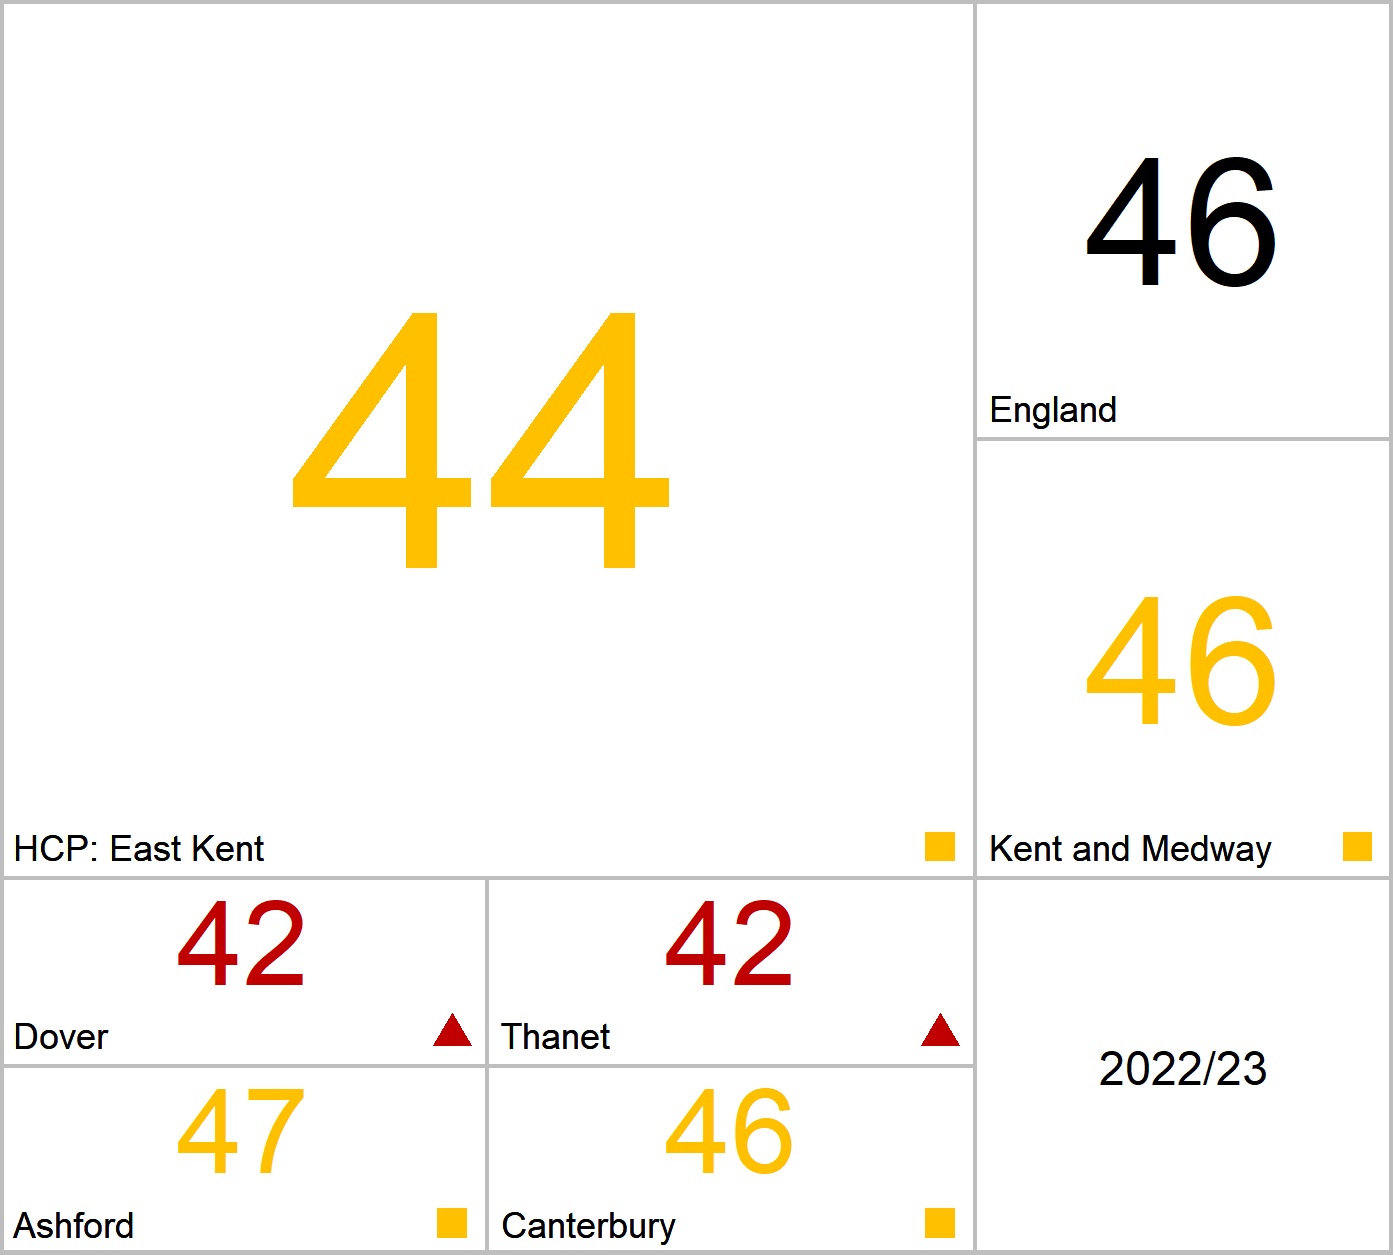 44
HCP: East Kent
46
England
46
Kent and Medway
42
Dover
42
Thanet
47
Ashford
46
Canterbury
2022/23